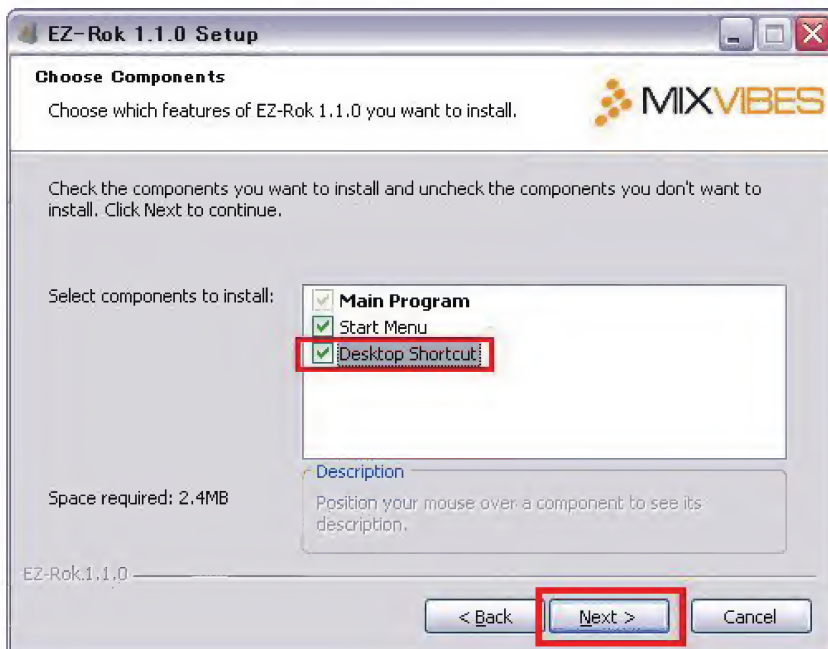 EZ-Rok 1.1.0 Setup
Choose Components
Choose which features of EZ-Rok 1.1.0 you want to install.
MIXVIBES
Check the components you want to install and uncheck the components you don't want to
install. Click Next to continue.
Select components to install:
Main Program
Start Menu
Desktop Shortcut
Space required: 2.4MB
Description
Position your mouse over a component to see its
description.
EZ-Rok.1.1.0
< Back
Next >
Cancel